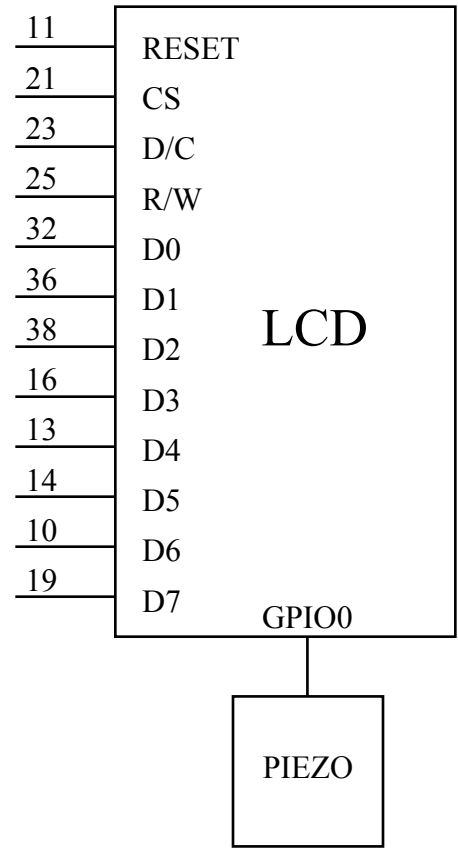 11 RESET
21 CS
23 D/C
25 R/W
32 D0
36 D1
38 D2
16 D3
13 D4
14 D5
10 D6
19 D7
LCD
GPIO0
PIEZO